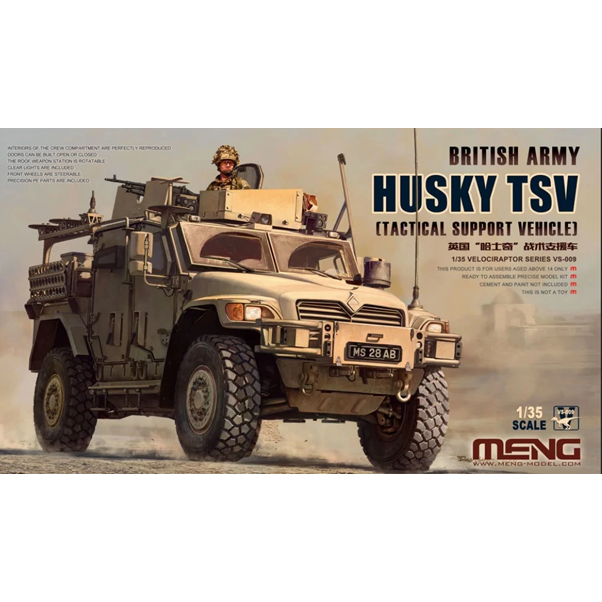 INTERIORS OF THE CREW COMPARTMENT ARE PERFECTLY REPRODUCED
DOORS CAN BE BUILT OPEN OR CLOSED
THE ROOF WEAPON STATION IS ROTATABLE
CLEAR LIGHTS ARE INCLUDED
FRONT WHEELS ARE STEERABLE
PRECISION PE PARTS ARE INCLUDED
BRITISH ARMY
HUSKY TSV
(TACTICAL SUPPORT VEHICLE)
英国“哈士奇”战术支援车
1/35 VELOCIRAPTOR SERIES VS-009
THIS PRODUCT IS FOR USERS AGED ABOVE 14 ONLY
READY TO ASSEMBLE PRECISE MODEL KIT
CEMENT AND PAINT NOT INCLUDED
THIS IS NOT A TOY
MS 28 AB
1/35
SCALE
VS-009
MENG
WWW.MENG-MODEL.COM